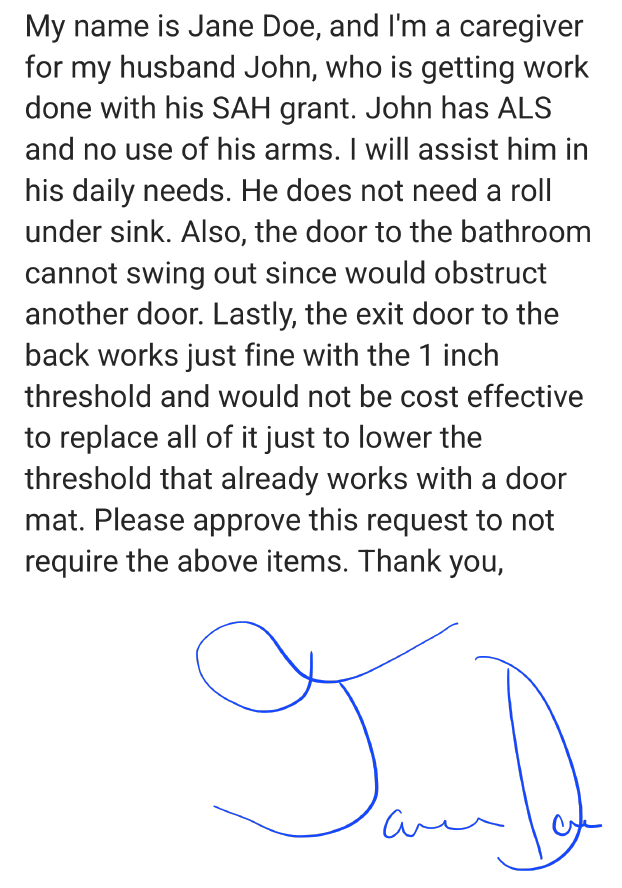 My name is Jane Doe, and I'm a caregiver
for my husband John, who is getting work
done with his SAH grant. John has ALS
and no use of his arms. I will assist him in
his daily needs. He does not need a roll
under sink. Also, the door to the bathroom
cannot swing out since would obstruct
another door. Lastly, the exit door to the
back works just fine with the 1 inch
threshold and would not be cost effective
to replace all of it just to lower the
threshold that already works with a door
mat. Please approve this request to not
require the above items. Thank you,
Jane Doe